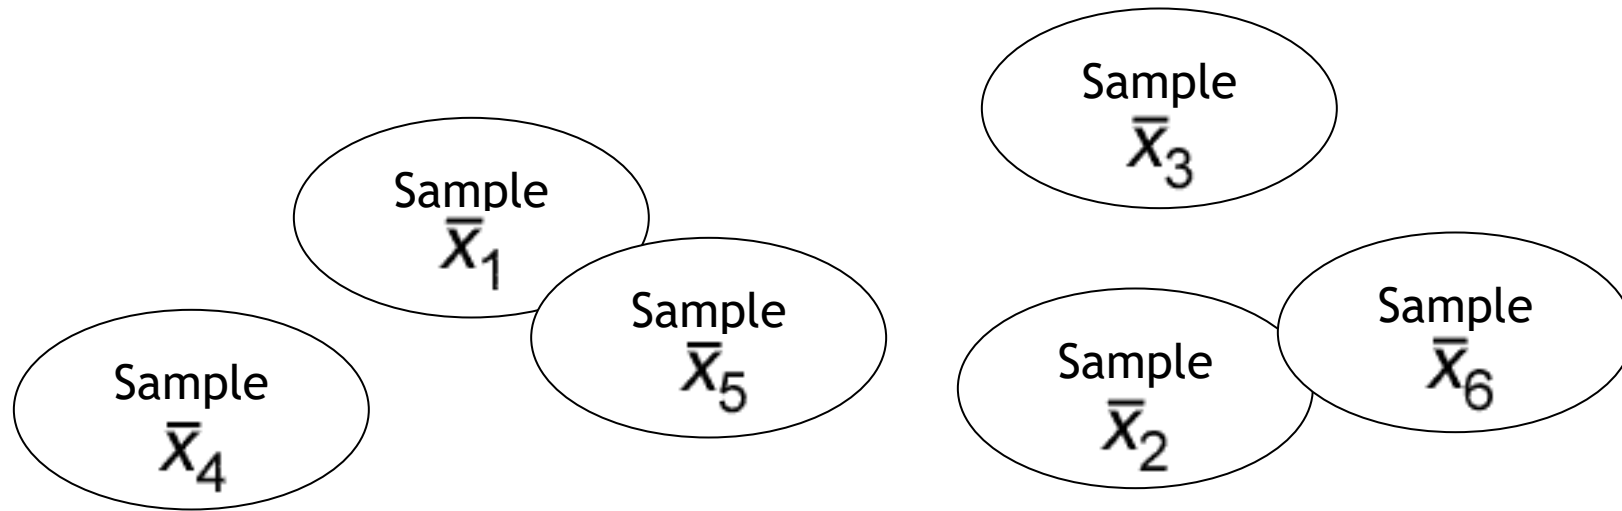 Sample
x̄₃
Sample
x̄₁
Sample
x̄₅
Sample
x̄₆
Sample
x̄₂
Sample
x̄₄